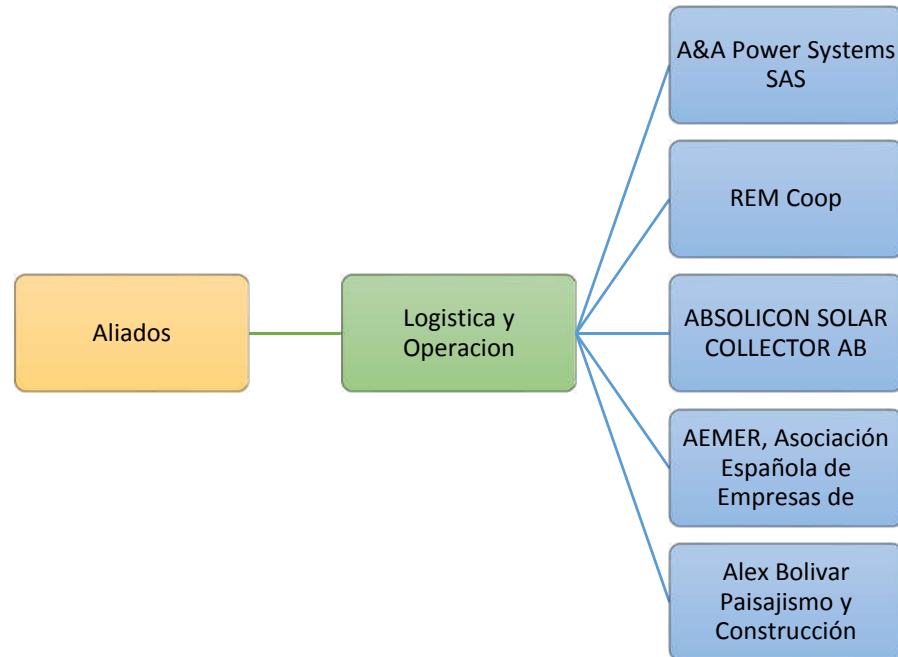 A&A Power Systems
SAS
REM Coop
Aliados
Logistica y
Operacion
ABSOLICON SOLAR
COLLECTOR AB
AEMER, Asociación
Española de
Empresas de
Alex Bolivar
Paisajismo y
Construcción